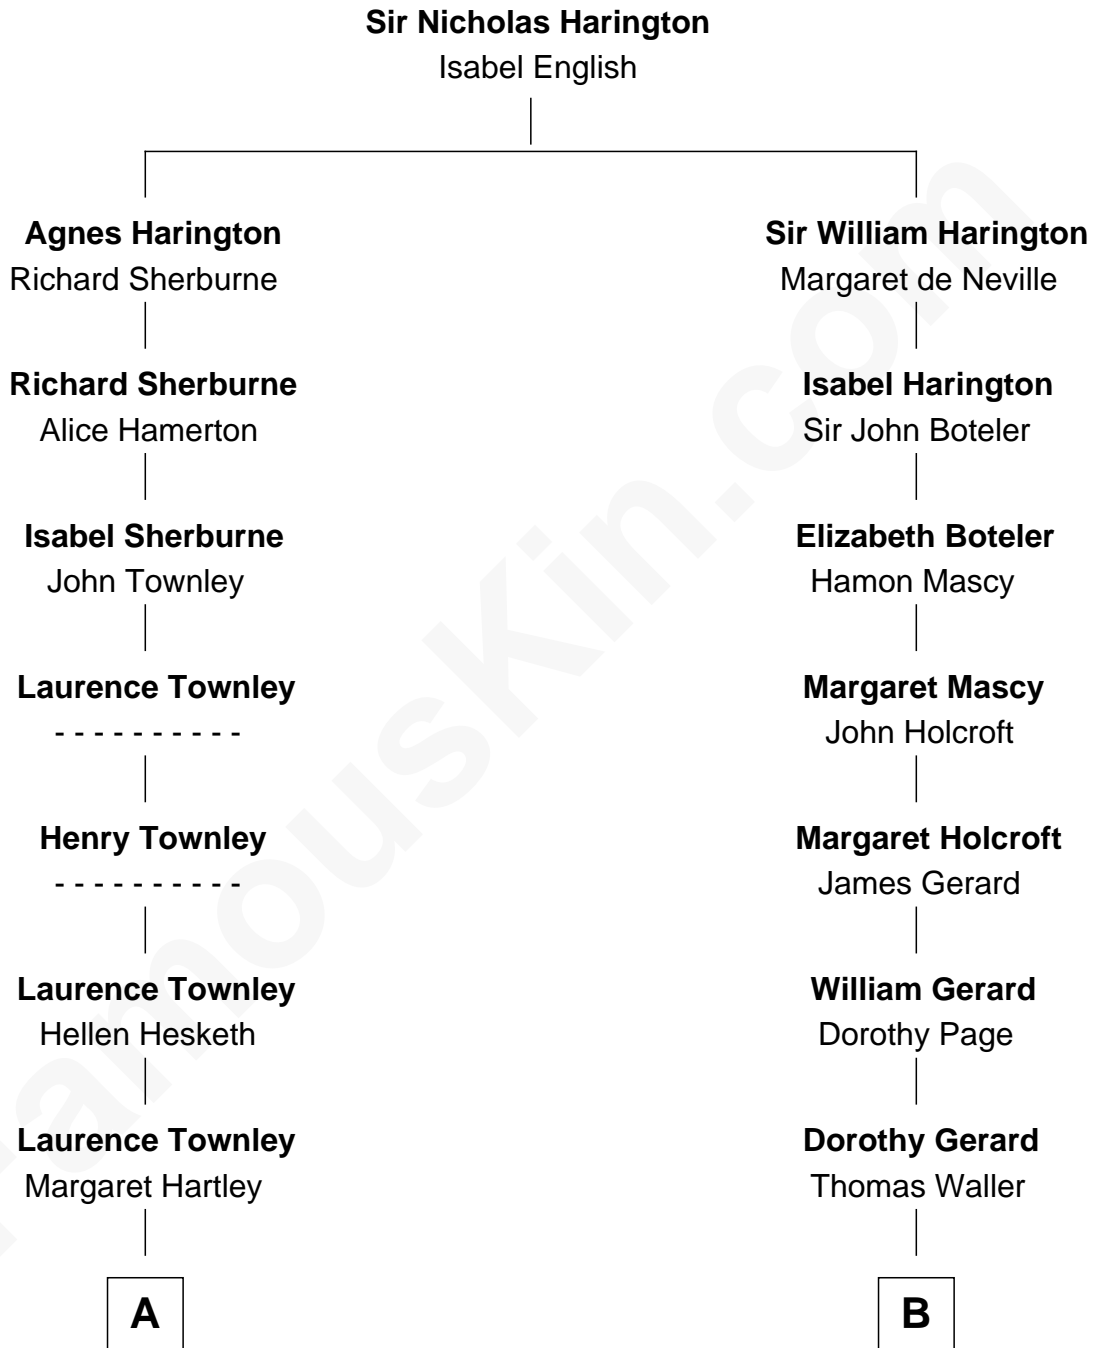 Sir Nicholas Harington
Isabel English
Agnes Harington
Richard Sherburne
Sir William Harington
Margaret de Neville
Richard Sherburne
Alice Hamerton
Isabel Harington
Sir John Boteler
Isabel Sherburne
John Townley
Elizabeth Boteler
Hamon Mascy
Laurence Townley
- - - - - - - - - -
Margaret Mascy
John Holcroft
Henry Townley
- - - - - - - - - -
Margaret Holcroft
James Gerard
Laurence Townley
Hellen Hesketh
William Gerard
Dorothy Page
Laurence Townley
Margaret Hartley
Dorothy Gerard
Thomas Waller
A
B
FamousKin.com